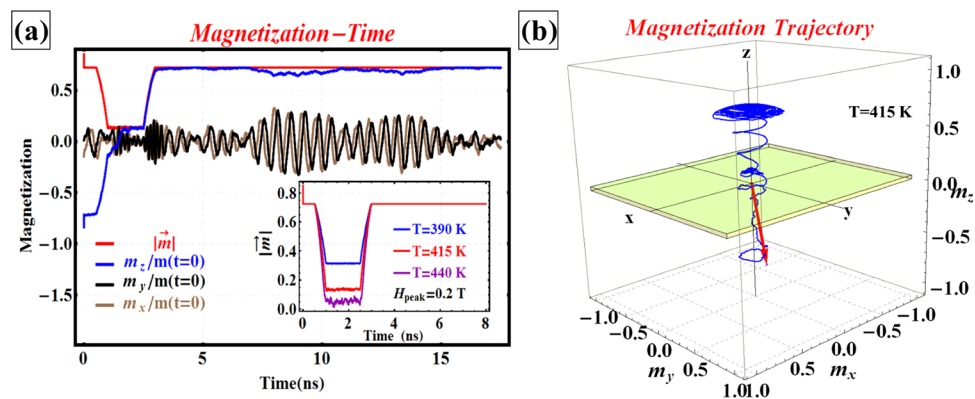 (a)
Magnetization-Time
Magnetization
0.5
0.0
-0.5
-1.0
-1.5
|m⃗|
m_z/m(t=0)
m_y/m(t=0)
m_x/m(t=0)
0
5
10
15
Time(ns)
|m⃗|
0.8
0.6
0.4
0.2
0.0
T=390 K
T=415 K
T=440 K
H_peak=0.2 T
0
2
4
6
8
Time (ns)
(b)
Magnetization Trajectory
z
T=415 K
x
y
1.0
0.5
0.0
m_z
-0.5
-1.0
-1.0
-0.5
0.0
0.5
1.0
m_y
-1.0
-0.5
0.0
0.5
1.0
m_x